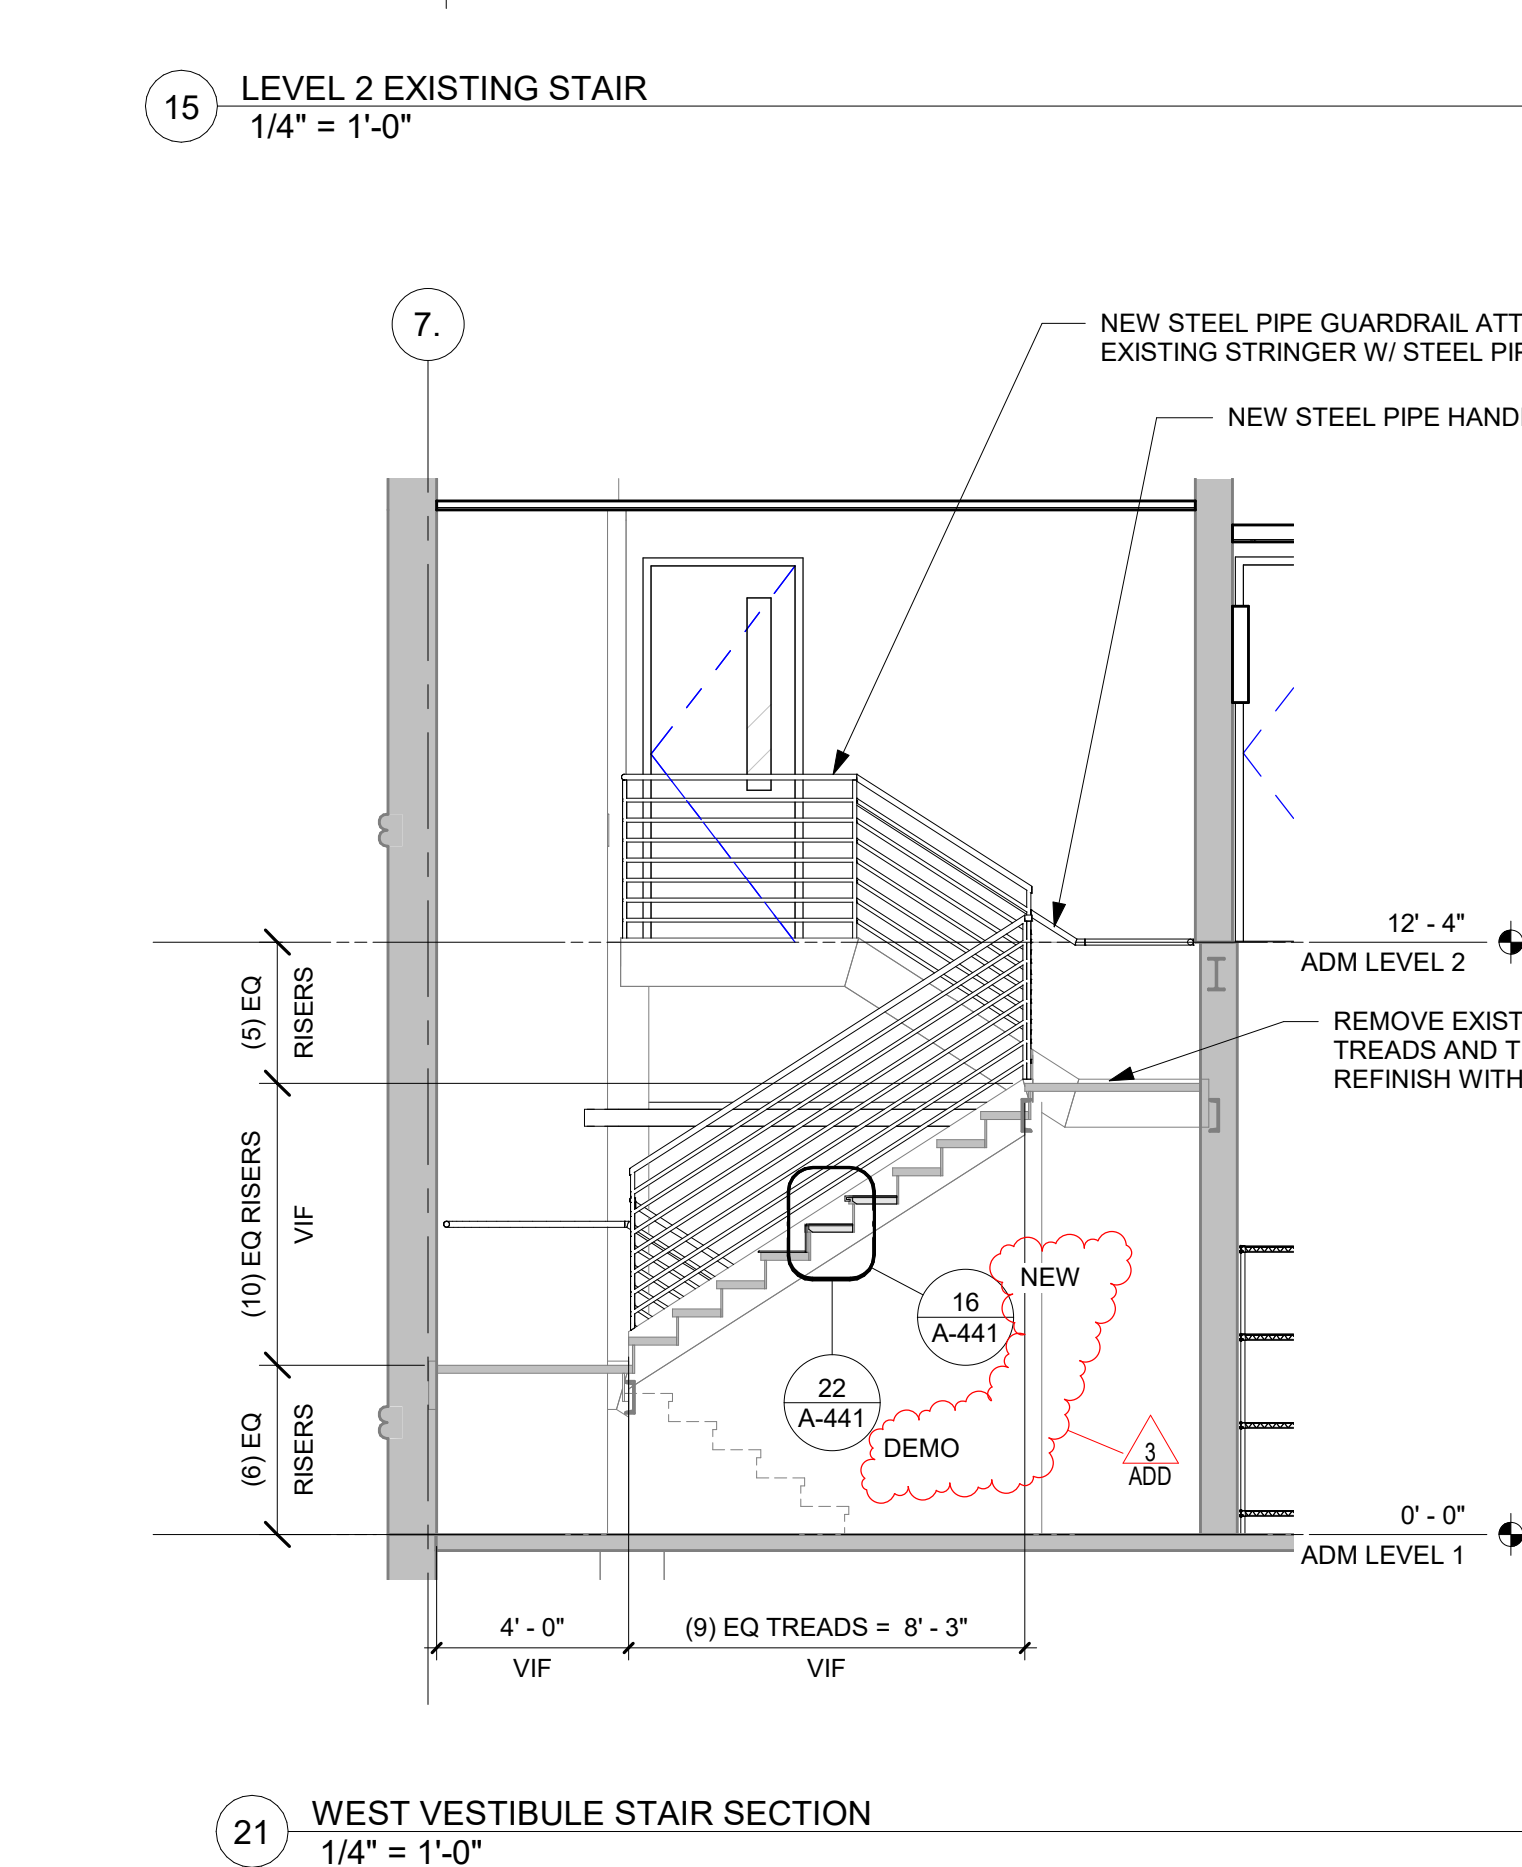 15
LEVEL 2 EXISTING STAIR
1/4" = 1'-0"
7.
NEW STEEL PIPE GUARDRAIL ATT
EXISTING STRINGER W/ STEEL PIP
NEW STEEL PIPE HAND
12' - 4"
ADM LEVEL 2
(5) EQ
RISERS
REMOVE EXIST
TREADS AND T
REFINISH WITH
(10) EQ RISERS
VIF
NEW
16
A-441
22
A-441
DEMO
3
ADD
(6) EQ
RISERS
0' - 0"
ADM LEVEL 1
4' - 0"
VIF
(9) EQ TREADS = 8' - 3"
VIF
21
WEST VESTIBULE STAIR SECTION
1/4" = 1'-0"